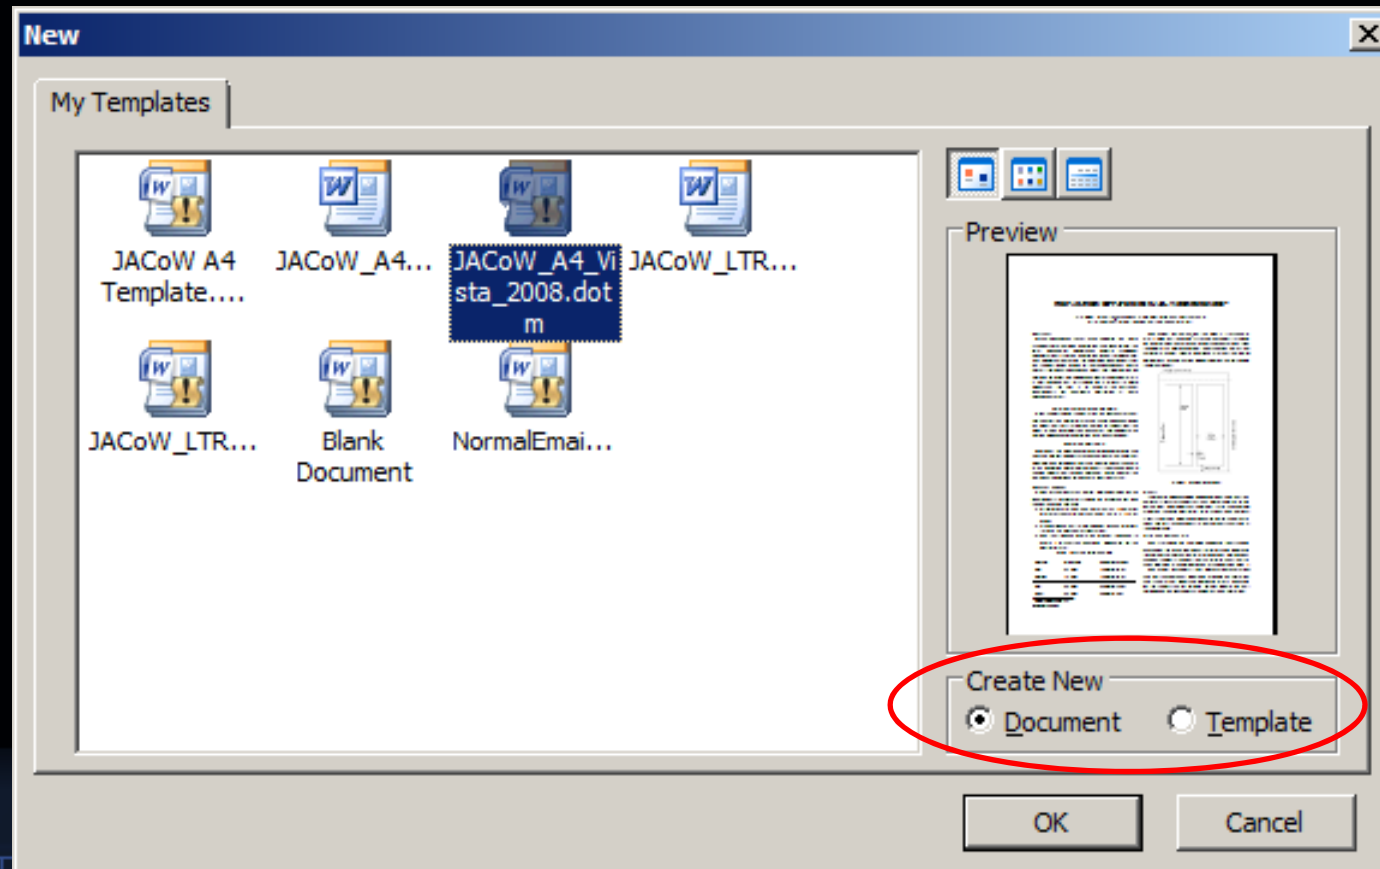 New
My Templates
JACoW A4
Template....
JACoW_A4...
JACoW_A4_Vi
sta_2008.dot
m
JACoW_LTR...
JACoW_LTR...
Blank
Document
NormalEmai...
Preview
Create New
Document
Template
OK
Cancel